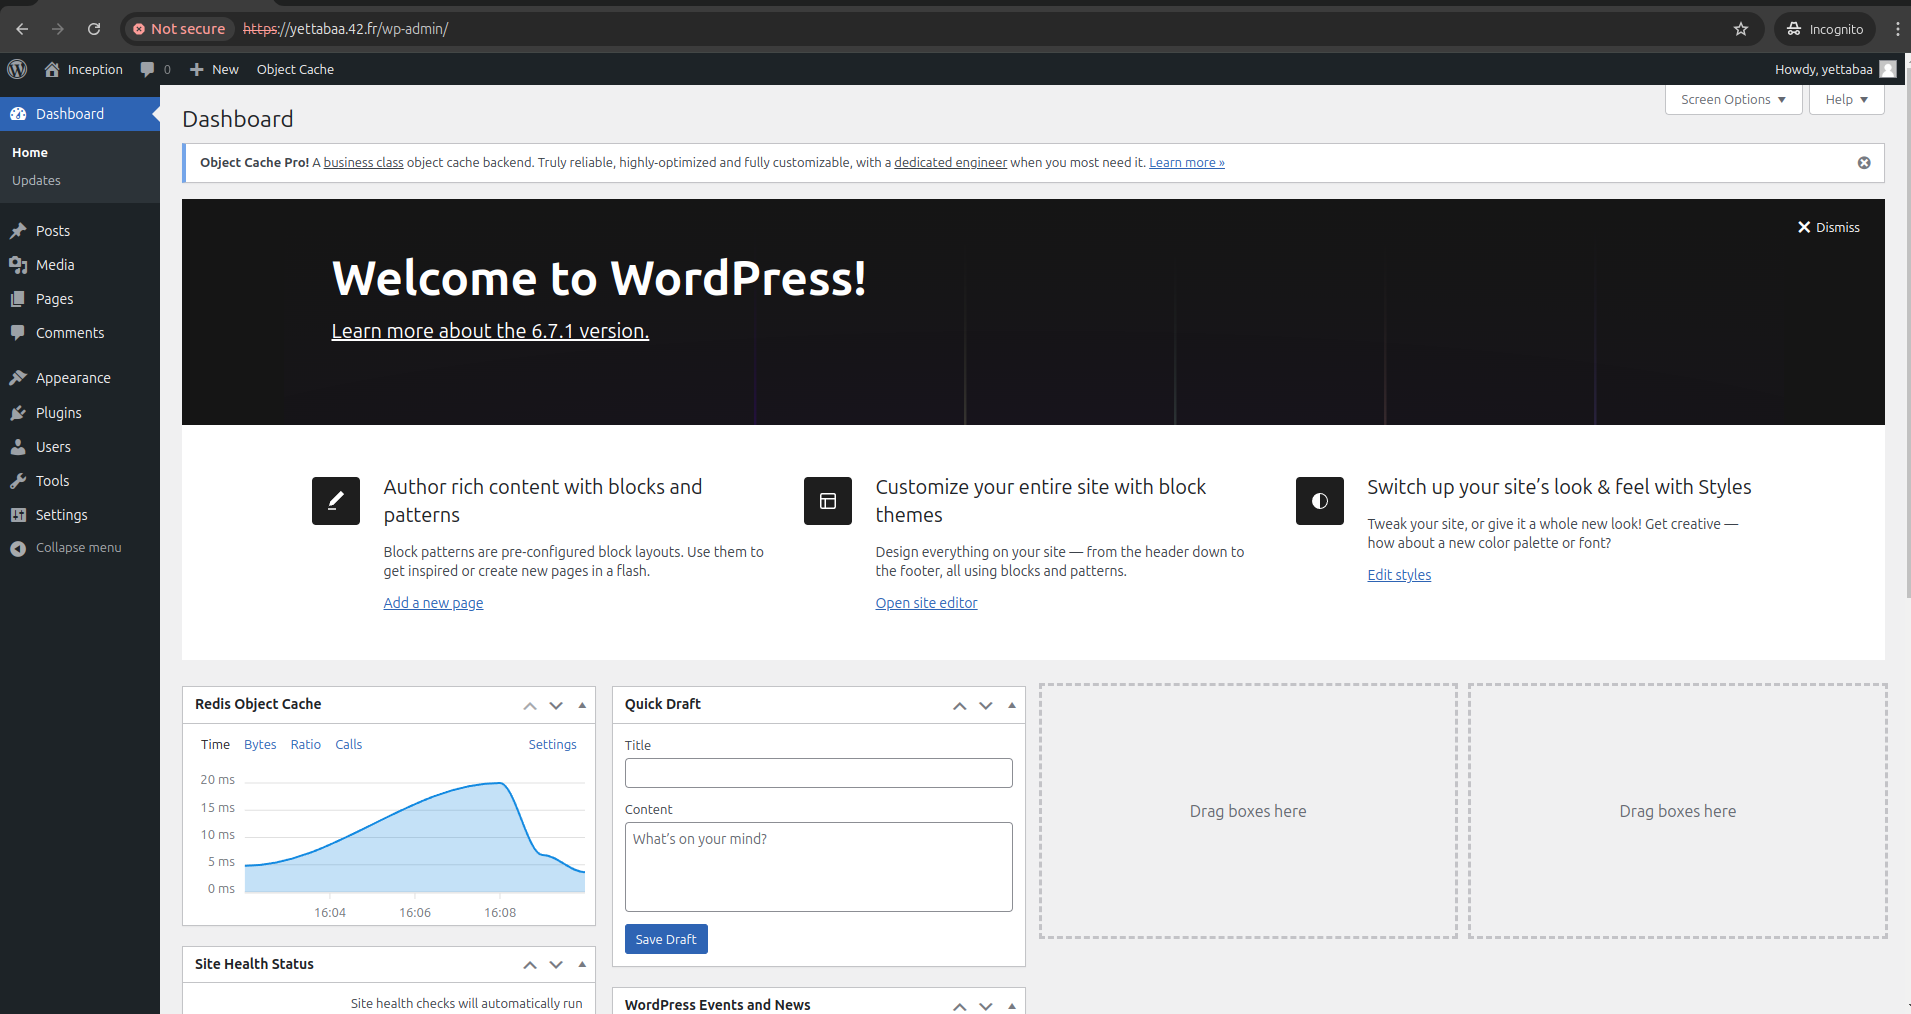 Not secure https://yettabaa.42.fr/wp-admin/ Incognito
Inception 0 New Object Cache Howdy, yettabaa
Dashboard
Home
Updates
Posts
Media
Pages
Comments
Appearance
Plugins
Users
Tools
Settings
Collapse menu
Screen Options Help
Dashboard
Object Cache Pro! A business class object cache backend. Truly reliable, highly-optimized and fully customizable, with a dedicated engineer when you most need it. Learn more »
Dismiss
Welcome to WordPress!
Learn more about the 6.7.1 version.
Author rich content with blocks and
patterns
Block patterns are pre-configured block layouts. Use them to
get inspired or create new pages in a flash.
Add a new page
Customize your entire site with block
themes
Design everything on your site — from the header down to
the footer, all using blocks and patterns.
Open site editor
Switch up your site’s look & feel with Styles
Tweak your site, or give it a whole new look! Get creative —
how about a new color palette or font?
Edit styles
Redis Object Cache
Time Bytes Ratio Calls Settings
20 ms
15 ms
10 ms
5 ms
0 ms
16:04 16:06 16:08
Site Health Status
Site health checks will automatically run
Quick Draft
Title
Content
What’s on your mind?
Save Draft
WordPress Events and News
Drag boxes here
Drag boxes here